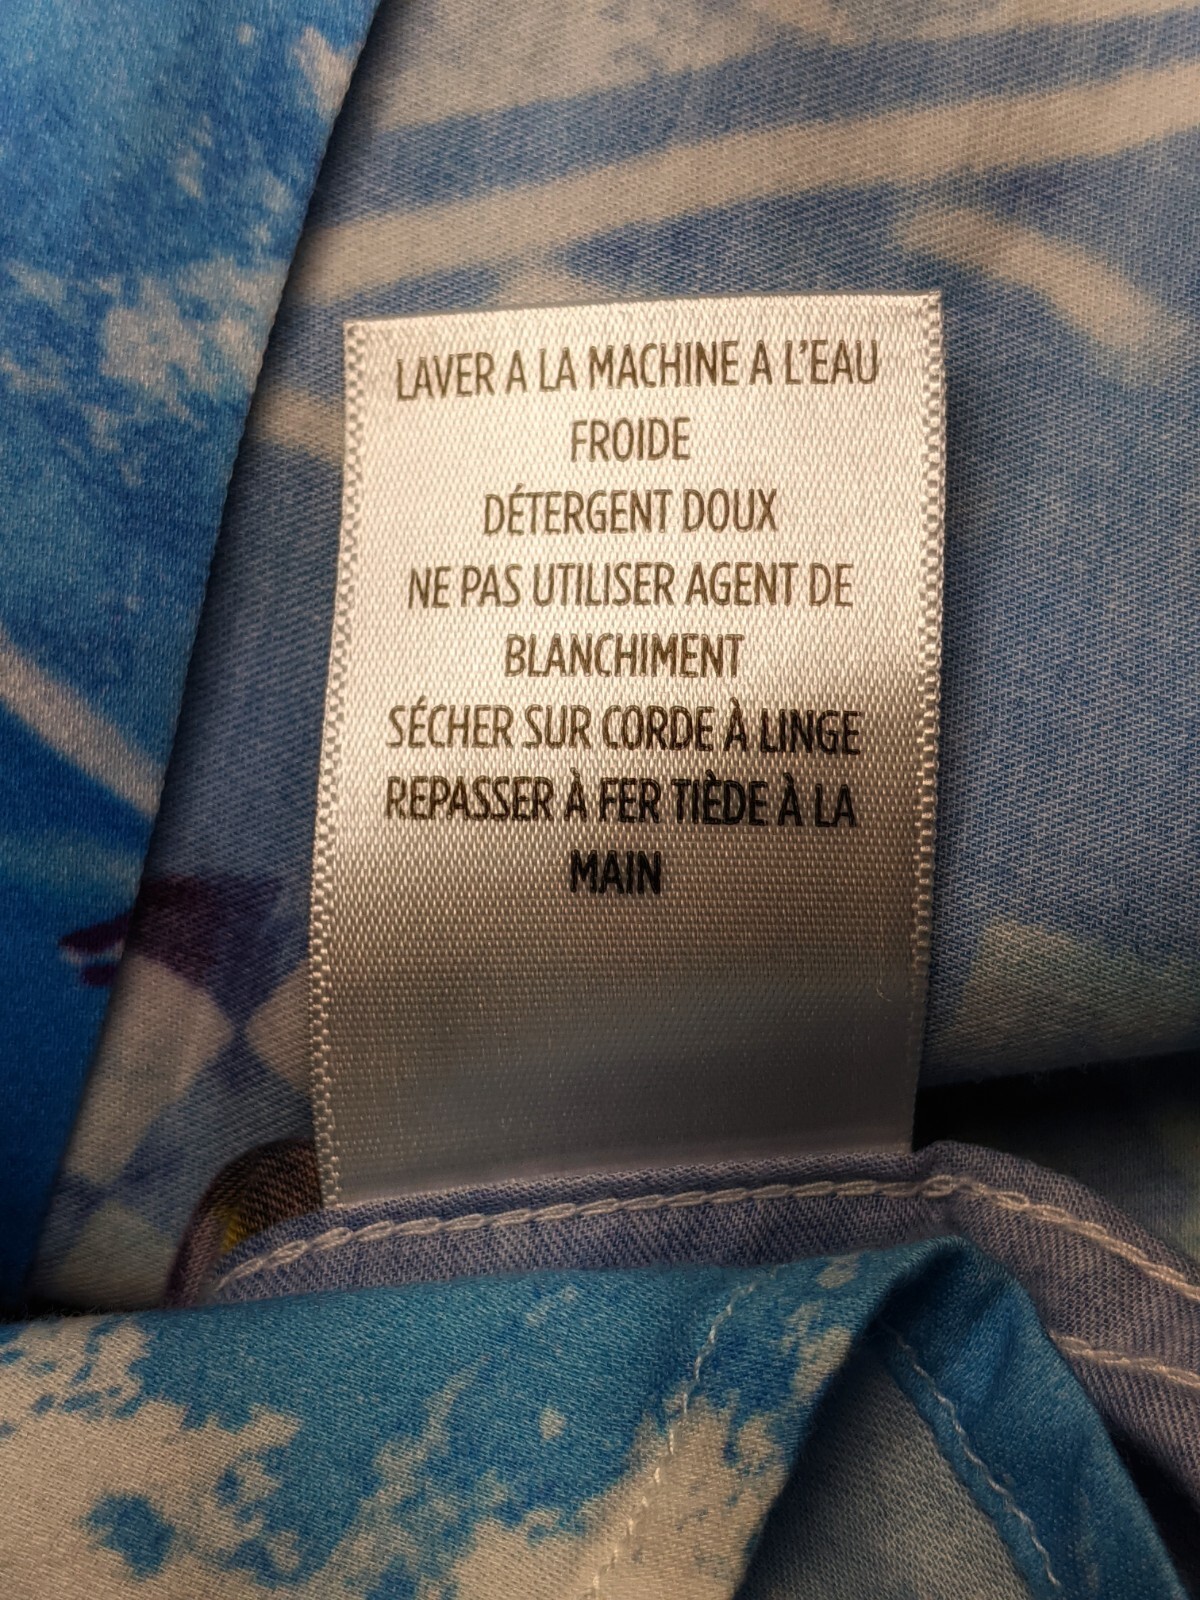 LAVER A LA MACHINE A L'EAU
FROIDE
DÉTERGENT DOUX
NE PAS UTILISER AGENT DE
BLANCHIMENT
SÉCHER SUR CORDE À LINGE
REPASSER À FER TIÈDE À LA
MAIN